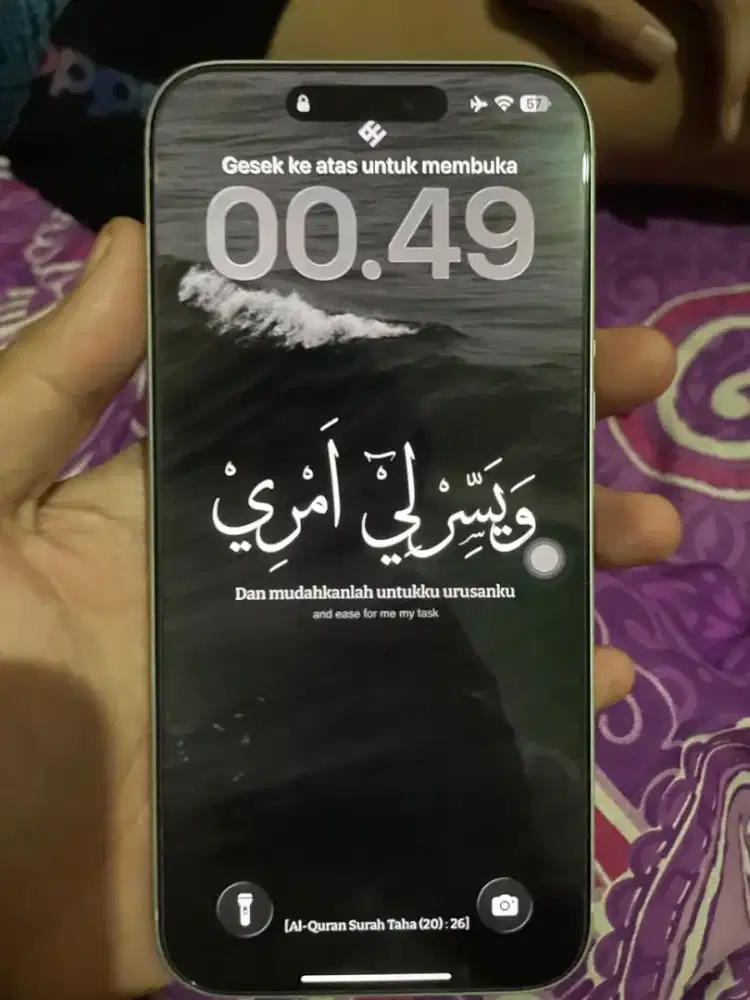 57
Gesek ke atas untuk membuka
00.49
وَيَسِّرْ لِيْٓ اَمْرِيْ
Dan mudahkanlah untukku urusanku
and ease for me my task
[Al-Quran Surah Taha (20) : 26]